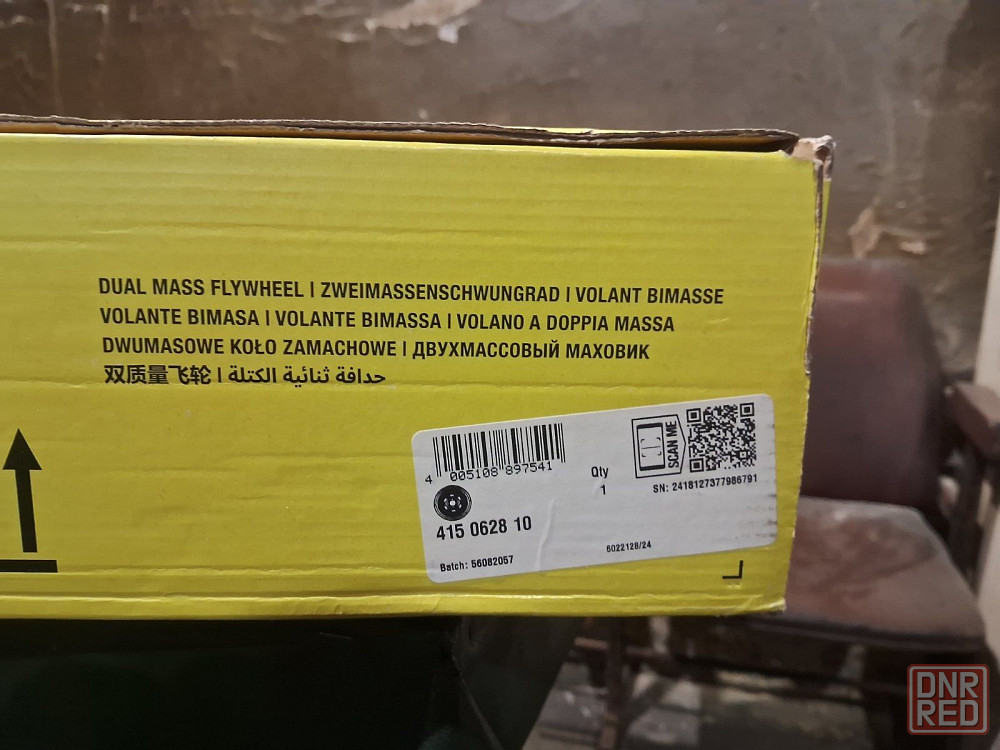 DUAL MASS FLYWHEEL | ZWEIMASSENSCHWUNGRAD | VOLANT BIMASSE
VOLANTE BIMASA | VOLANTE BIMASSA | VOLANO A DOPPIA MASSA
DWUMASOWE KOŁO ZAMACHOWE | ДВУХМАССОВЫЙ МАХОВИК
双质量飞轮 | حدافة ثنائية الكتلة
SCAN ME
4 005108 897541
Qty
1
SN: 2418127377986791
415 0628 10
6022128/24
Batch: 56082057
DNR
RED